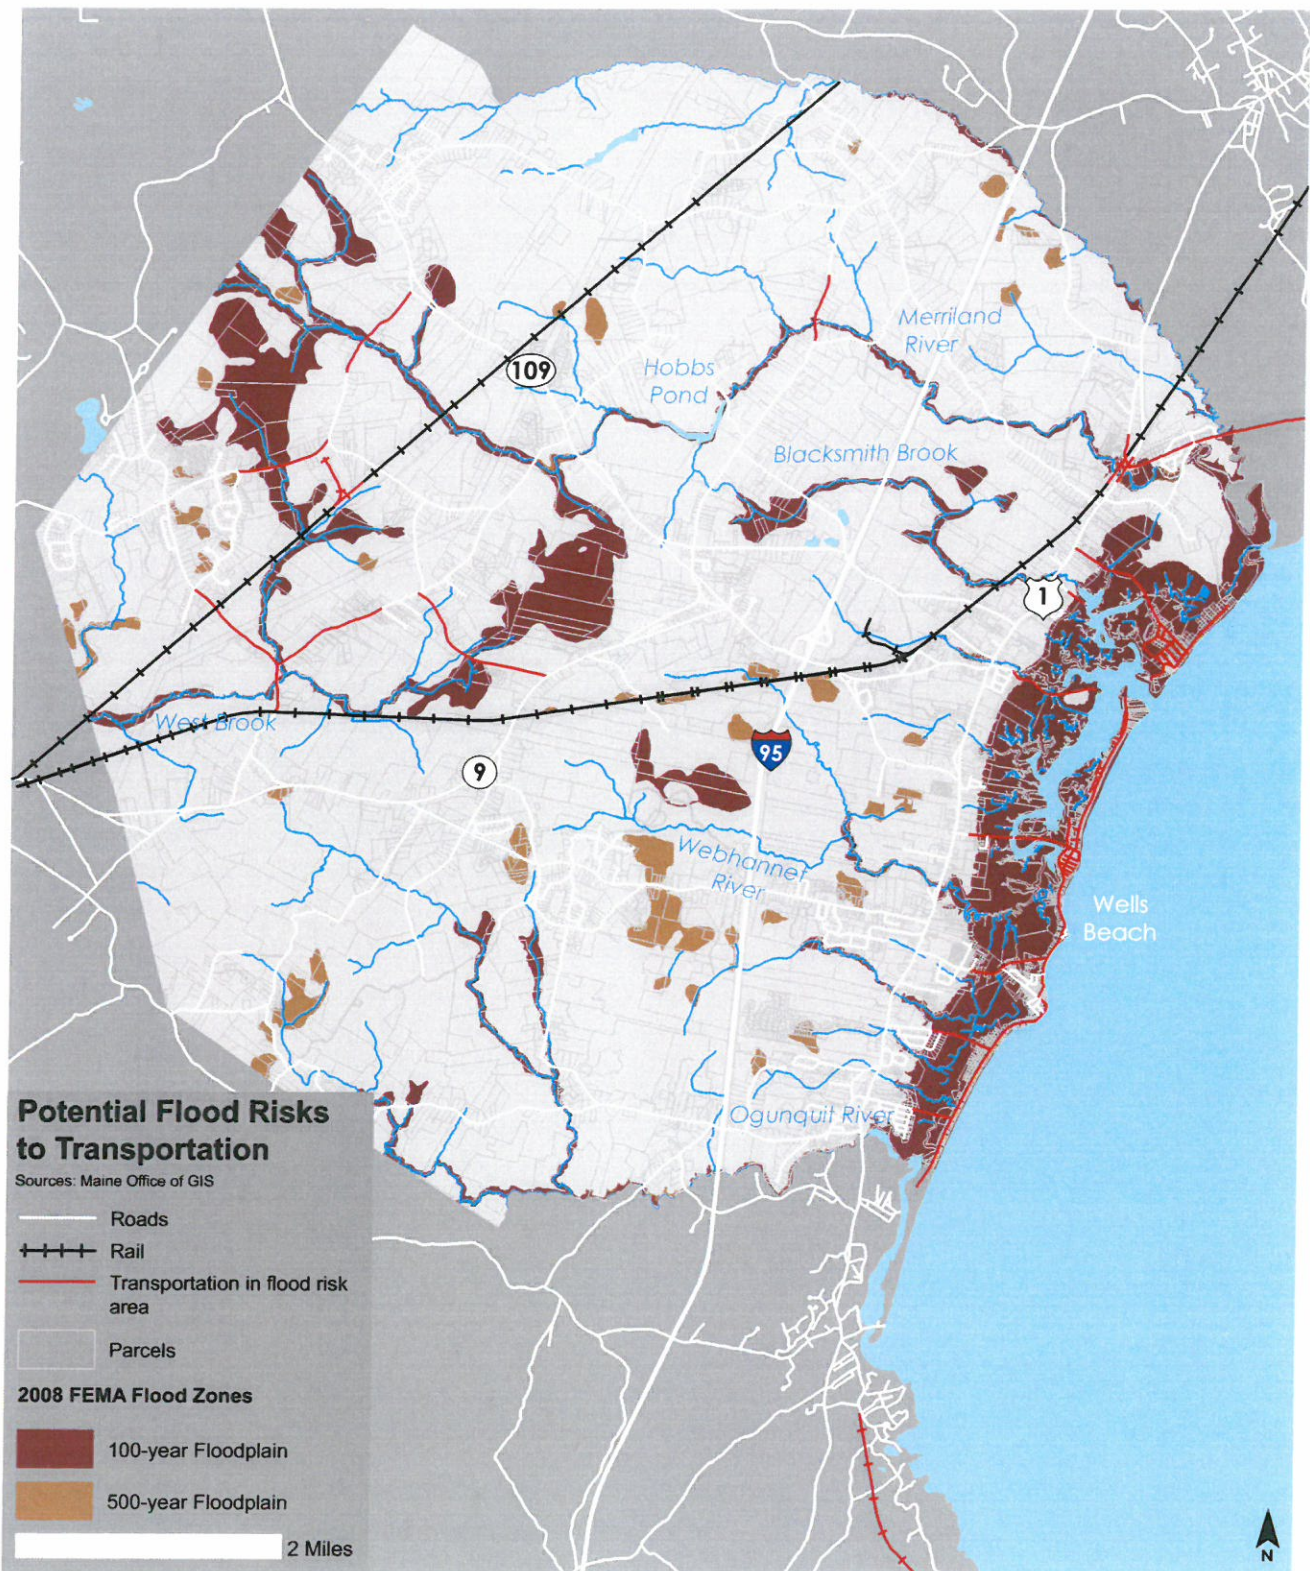 Merriland
River
Hobbs
Pond
109
Blacksmith Brook
1
West Brook
95
9
Webhannet
River
Wells
Beach
Ogunquit River
Potential Flood Risks
to Transportation
Sources: Maine Office of GIS
Roads
Rail
Transportation in flood risk
area
Parcels
2008 FEMA Flood Zones
100-year Floodplain
500-year Floodplain
2 Miles
N